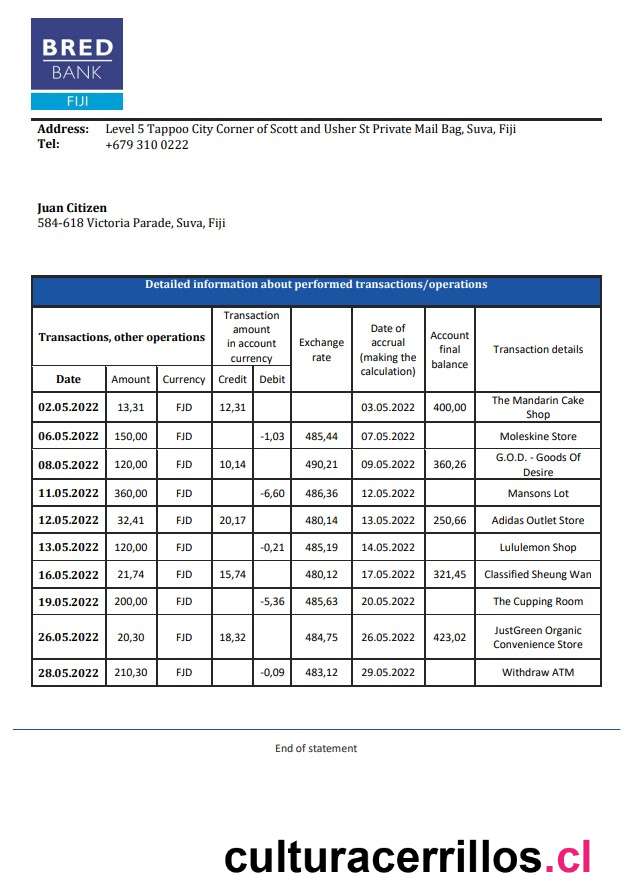 BRED
BANK
FIJI
Address: Level 5 Tappoo City Corner of Scott and Usher St Private Mail Bag, Suva, Fiji
Tel: +679 310 0222
Juan Citizen
584-618 Victoria Parade, Suva, Fiji
Detailed information about performed transactions/operations
Transactions, other operations
Transaction
amount
in account
currency
Exchange
rate
Date of
accrual
(making the
calculation)
Account
final
balance
Transaction details
Date Amount Currency Credit Debit
02.05.2022 13,31 FJD 12,31 03.05.2022 400,00 The Mandarin Cake
Shop
06.05.2022 150,00 FJD -1,03 485,44 07.05.2022 Moleskine Store
08.05.2022 120,00 FJD 10,14 490,21 09.05.2022 360,26 G.O.D. - Goods Of
Desire
11.05.2022 360,00 FJD -6,60 486,36 12.05.2022 Mansons Lot
12.05.2022 32,41 FJD 20,17 480,14 13.05.2022 250,66 Adidas Outlet Store
13.05.2022 120,00 FJD -0,21 485,19 14.05.2022 Lululemon Shop
16.05.2022 21,74 FJD 15,74 480,12 17.05.2022 321,45 Classified Sheung Wan
19.05.2022 200,00 FJD -5,36 485,63 20.05.2022 The Cupping Room
26.05.2022 20,30 FJD 18,32 484,75 26.05.2022 423,02 JustGreen Organic
Convenience Store
28.05.2022 210,30 FJD -0,09 483,12 29.05.2022 Withdraw ATM
End of statement
culturacerrillos.cl